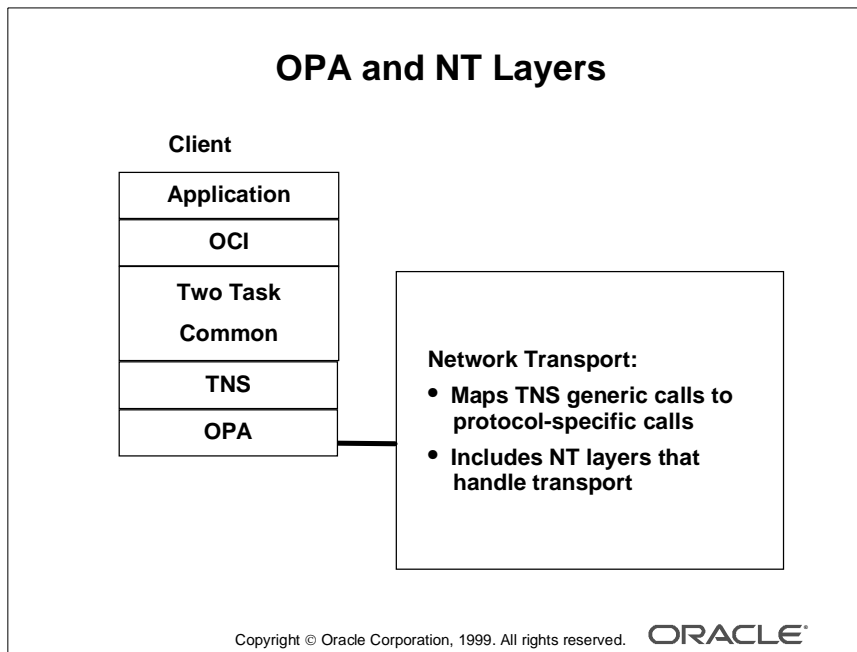 OPA and NT Layers
Client
Application
OCI
Two Task
Common
TNS
OPA
Network Transport:
• Maps TNS generic calls to
protocol-specific calls
• Includes NT layers that
handle transport
Copyright © Oracle Corporation, 1999. All rights reserved.
ORACLE®